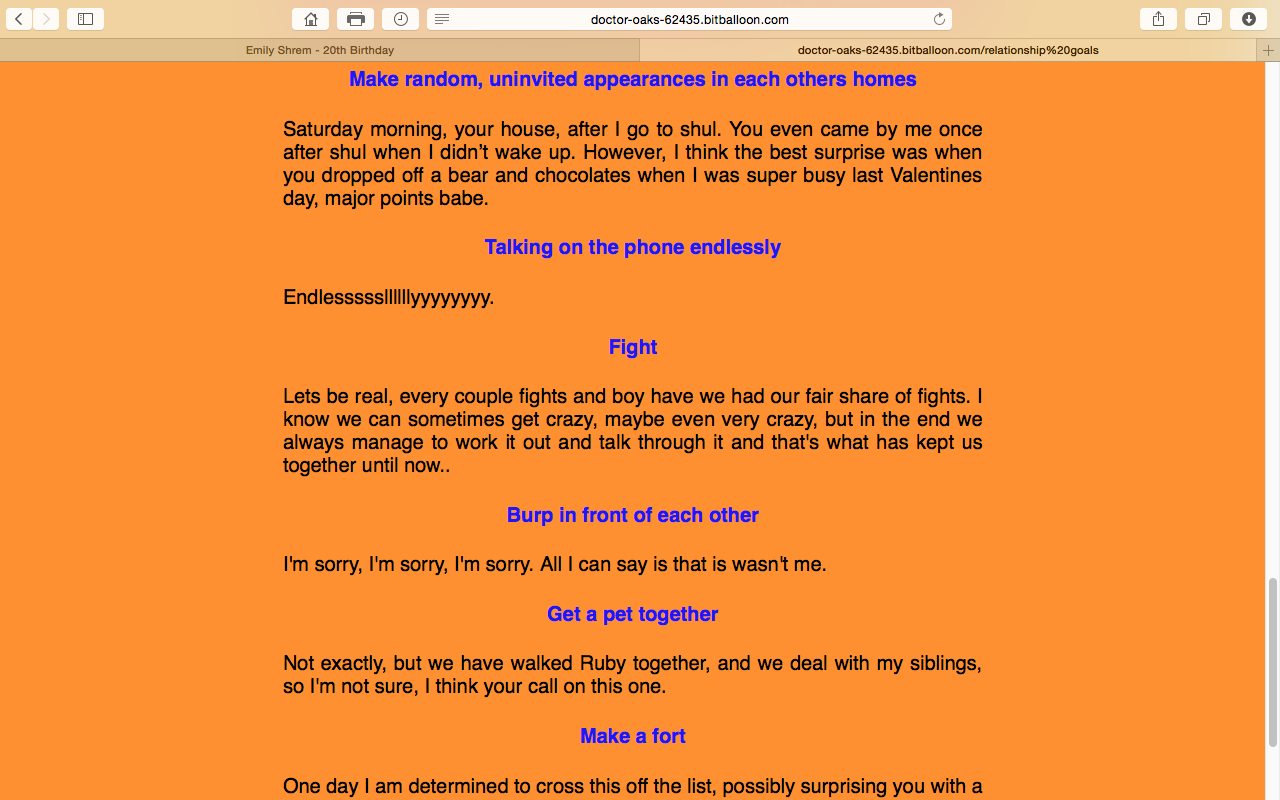 doctor-oaks-62435.bitballoon.com
Emily Shrem - 20th Birthday
doctor-oaks-62435.bitballoon.com/relationship%20goals
Make random, uninvited appearances in each others homes
Saturday morning, your house, after I go to shul. You even came by me once
after shul when I didn’t wake up. However, I think the best surprise was when
you dropped off a bear and chocolates when I was super busy last Valentines
day, major points babe.
Talking on the phone endlessly
Endlessssssllllllyyyyyyyy.
Fight
Lets be real, every couple fights and boy have we had our fair share of fights. I
know we can sometimes get crazy, maybe even very crazy, but in the end we
always manage to work it out and talk through it and that's what has kept us
together until now..
Burp in front of each other
I'm sorry, I'm sorry, I'm sorry. All I can say is that is wasn't me.
Get a pet together
Not exactly, but we have walked Ruby together, and we deal with my siblings,
so I'm not sure, I think your call on this one.
Make a fort
One day I am determined to cross this off the list, possibly surprising you with a